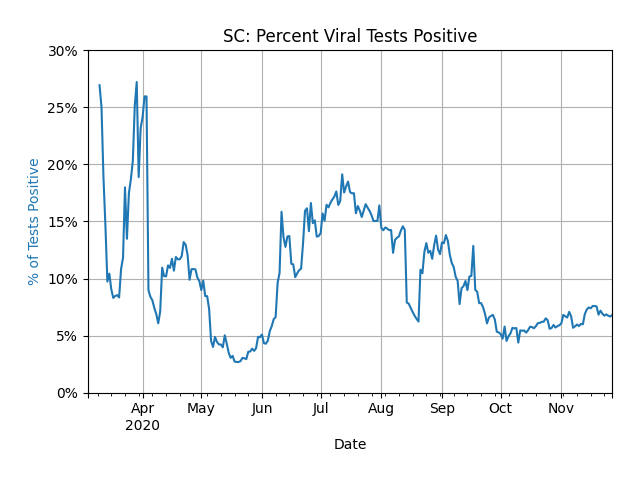 SC: Percent Viral Tests Positive
% of Tests Positive
30%
25%
20%
15%
10%
5%
0%
Apr May Jun Jul Aug Sep Oct Nov
2020
Date